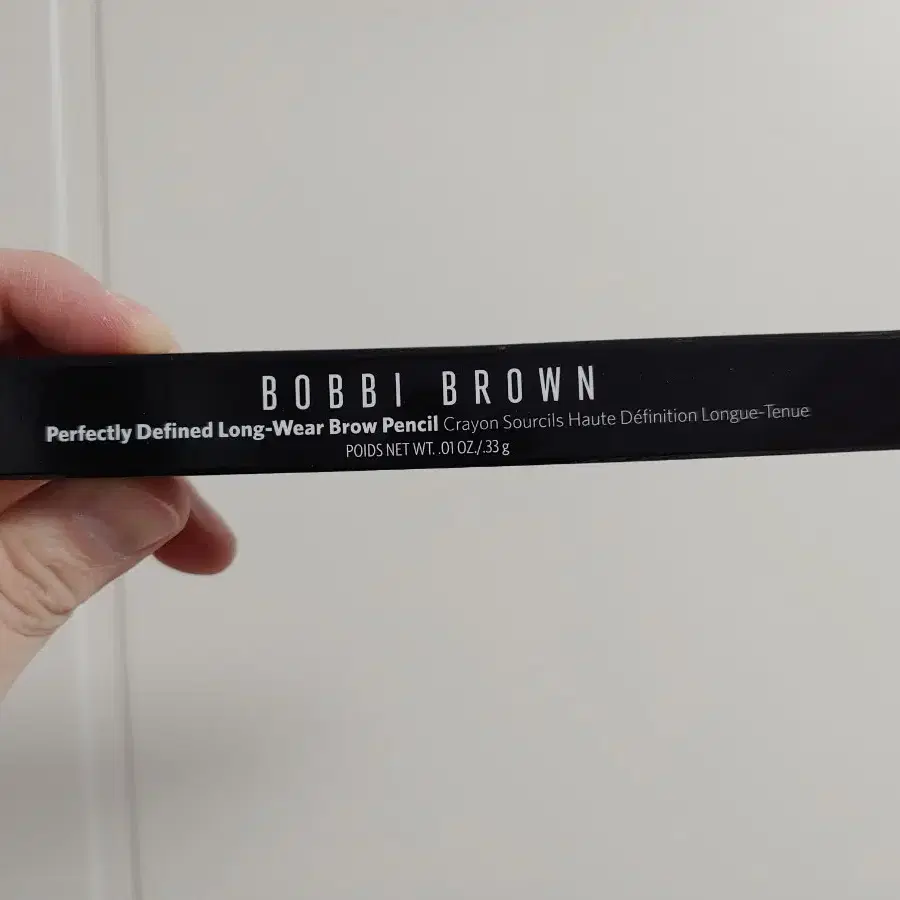 BOBBI BROWN
Perfectly Defined Long-Wear Brow Pencil Crayon Sourcils Haute Définition Longue-Tenue
POIDS NET WT. .01 OZ./.33 g